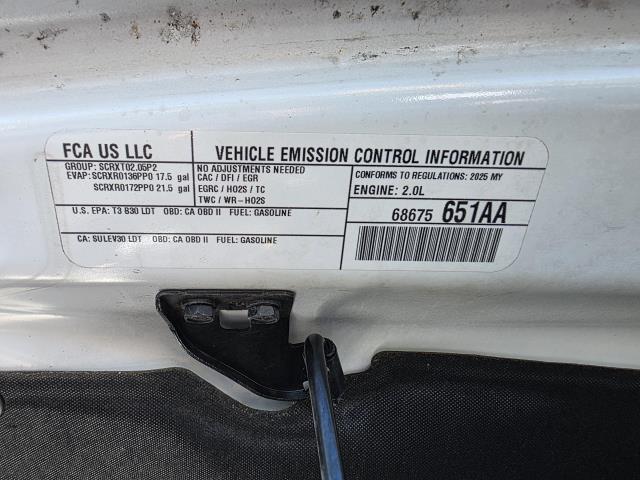 FCA US LLC
GROUP: SCRXT02.05P2
EVAP: SCRXR0136PP0 17.5 gal
SCRXR0172PP0 21.5 gal
VEHICLE EMISSION CONTROL INFORMATION
NO ADJUSTMENTS NEEDED
CAC / DFI / EGR
EGRC / HO2S / TC
TWC / WR-HO2S
CONFORMS TO REGULATIONS: 2025 MY
ENGINE: 2.0L
U.S. EPA: T3 B30 LDT OBD: CA OBD II FUEL: GASOLINE
68675 651AA
CA: SULEV30 LDT OBD: CA OBD II FUEL: GASOLINE